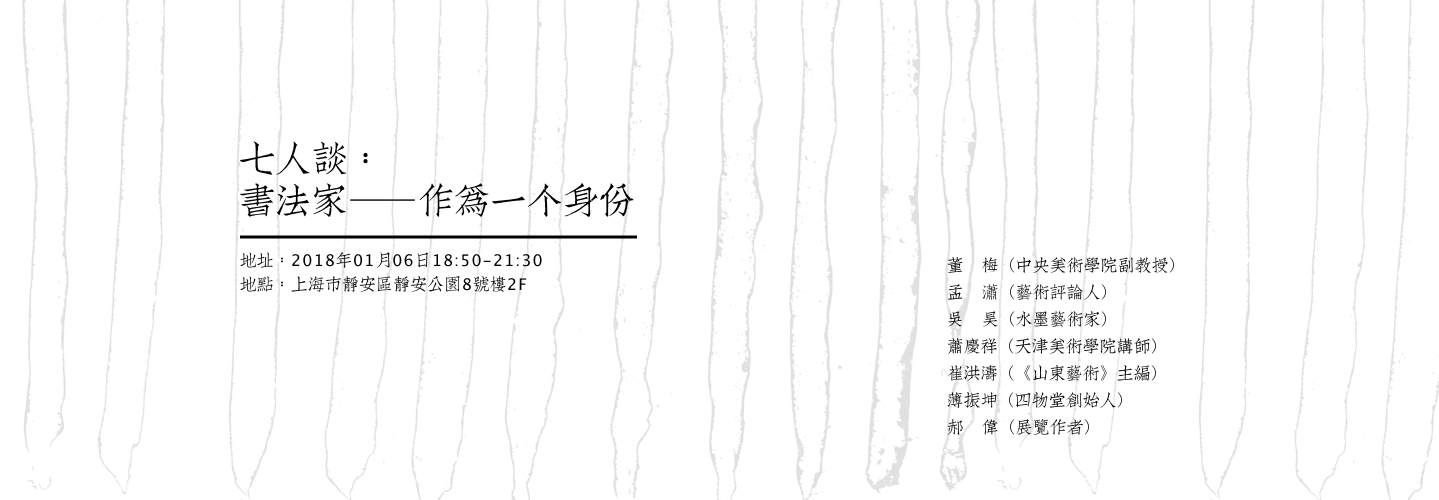 七人談：
書法家——作爲一个身份
地址：2018年01月06日18:50-21:30
地點：上海市靜安區靜安公園8號樓2F
董　梅（中央美術學院副教授）
孟　瀟（藝術評論人）
吳　昊（水墨藝術家）
蕭慶祥（天津美術學院講師）
崔洪濤（《山東藝術》主編）
薄振坤（四物堂創始人）
郝　偉（展覽作者）